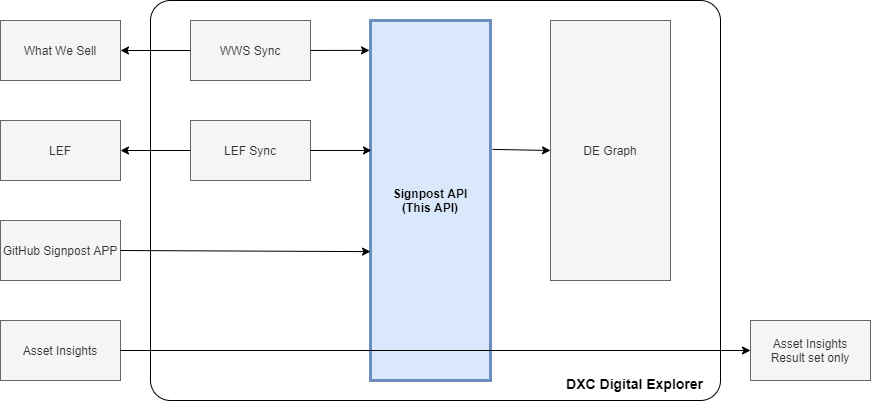 What We Sell
WWS Sync
LEF
LEF Sync
DE Graph
Signpost API
(This API)
GitHub Signpost APP
Asset Insights
Asset Insights
Result set only
DXC Digital Explorer